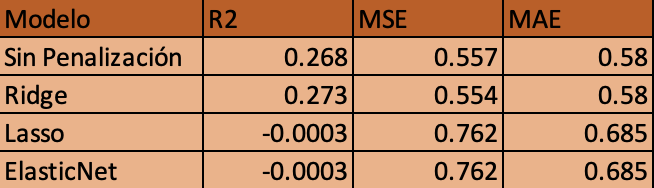 Modelo R2 MSE MAE
Sin Penalización 0.268 0.557 0.58
Ridge 0.273 0.554 0.58
Lasso -0.0003 0.762 0.685
ElasticNet -0.0003 0.762 0.685